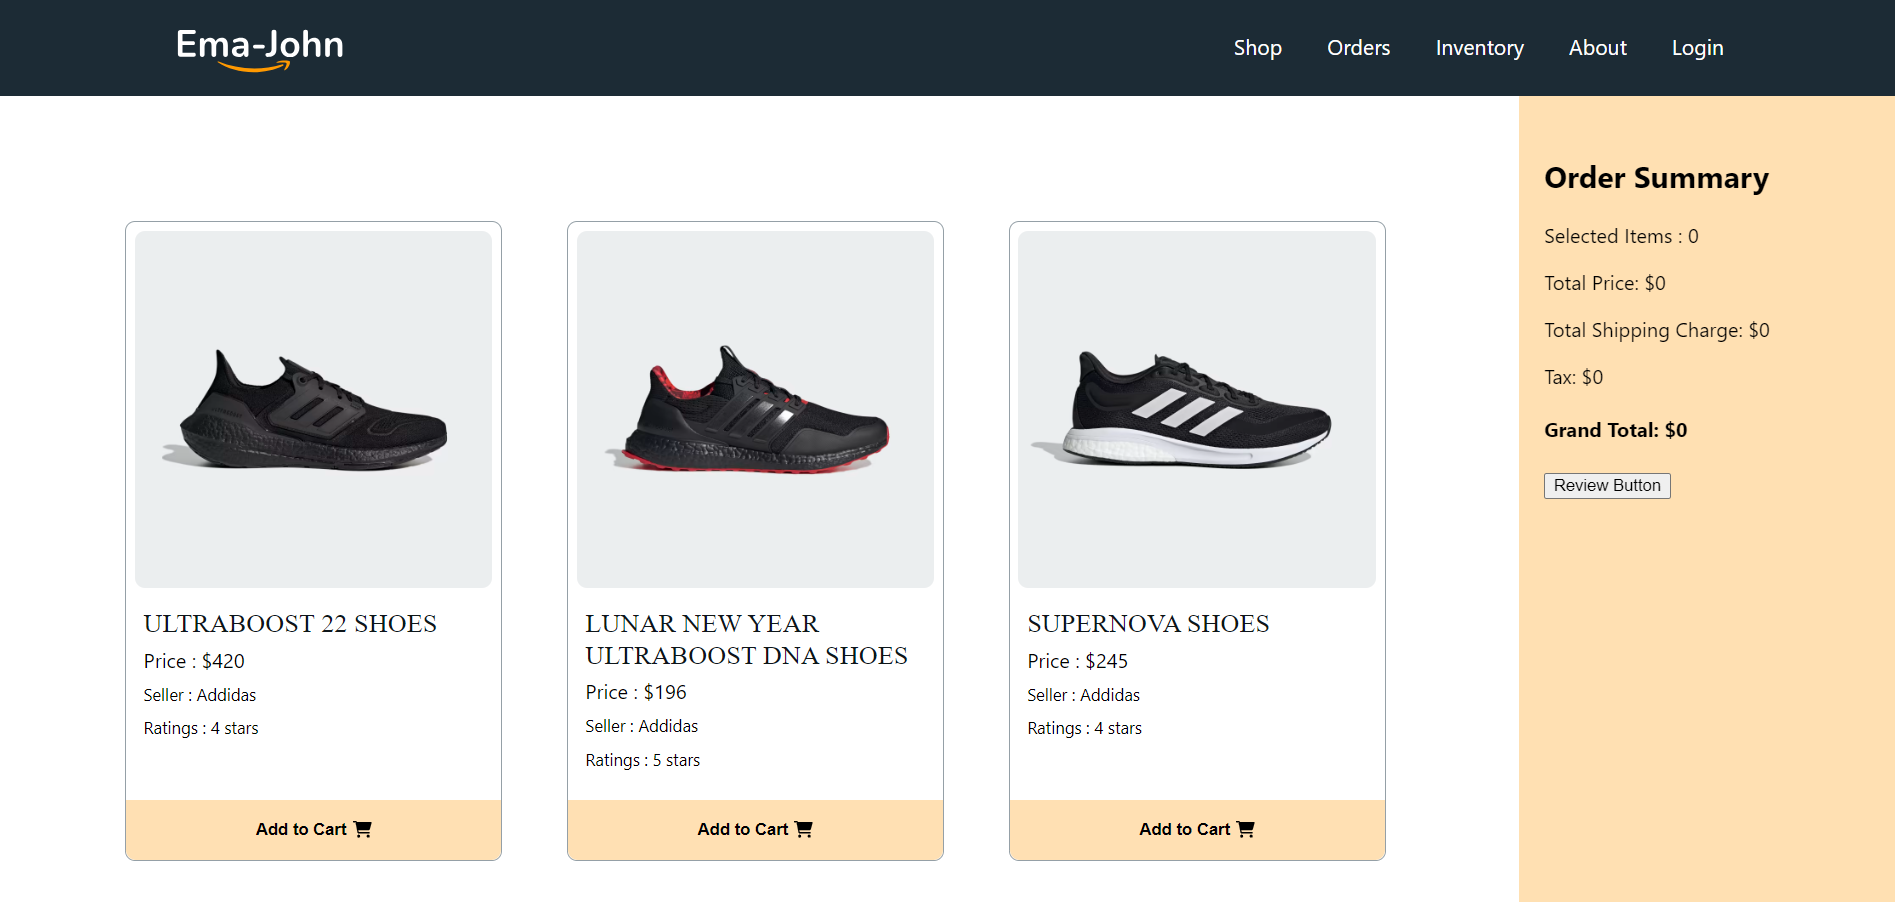 Ema-John
Shop Orders Inventory About Login
ULTRABOOST 22 SHOES
Price : $420
Seller : Addidas
Ratings : 4 stars
Add to Cart
LUNAR NEW YEAR
ULTRABOOST DNA SHOES
Price : $196
Seller : Addidas
Ratings : 5 stars
Add to Cart
SUPERNOVA SHOES
Price : $245
Seller : Addidas
Ratings : 4 stars
Add to Cart
Order Summary
Selected Items : 0
Total Price: $0
Total Shipping Charge: $0
Tax: $0
Grand Total: $0
Review Button